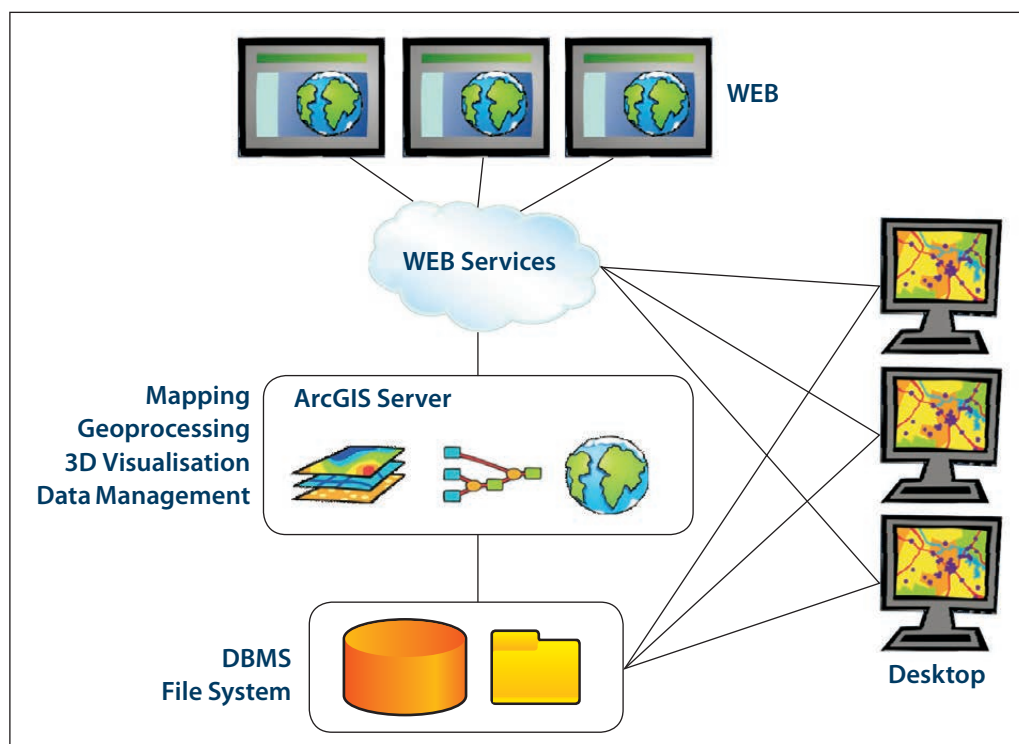 WEB
WEB Services
Mapping
Geoprocessing
3D Visualisation
Data Management
ArcGIS Server
DBMS
File System
Desktop